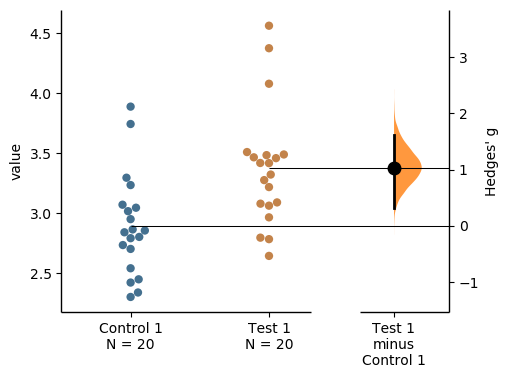 4.5
4.0
3.5
3.0
2.5
value
3
2
1
0
−1
Hedges' g
Control 1
N = 20
Test 1
N = 20
Test 1
minus
Control 1